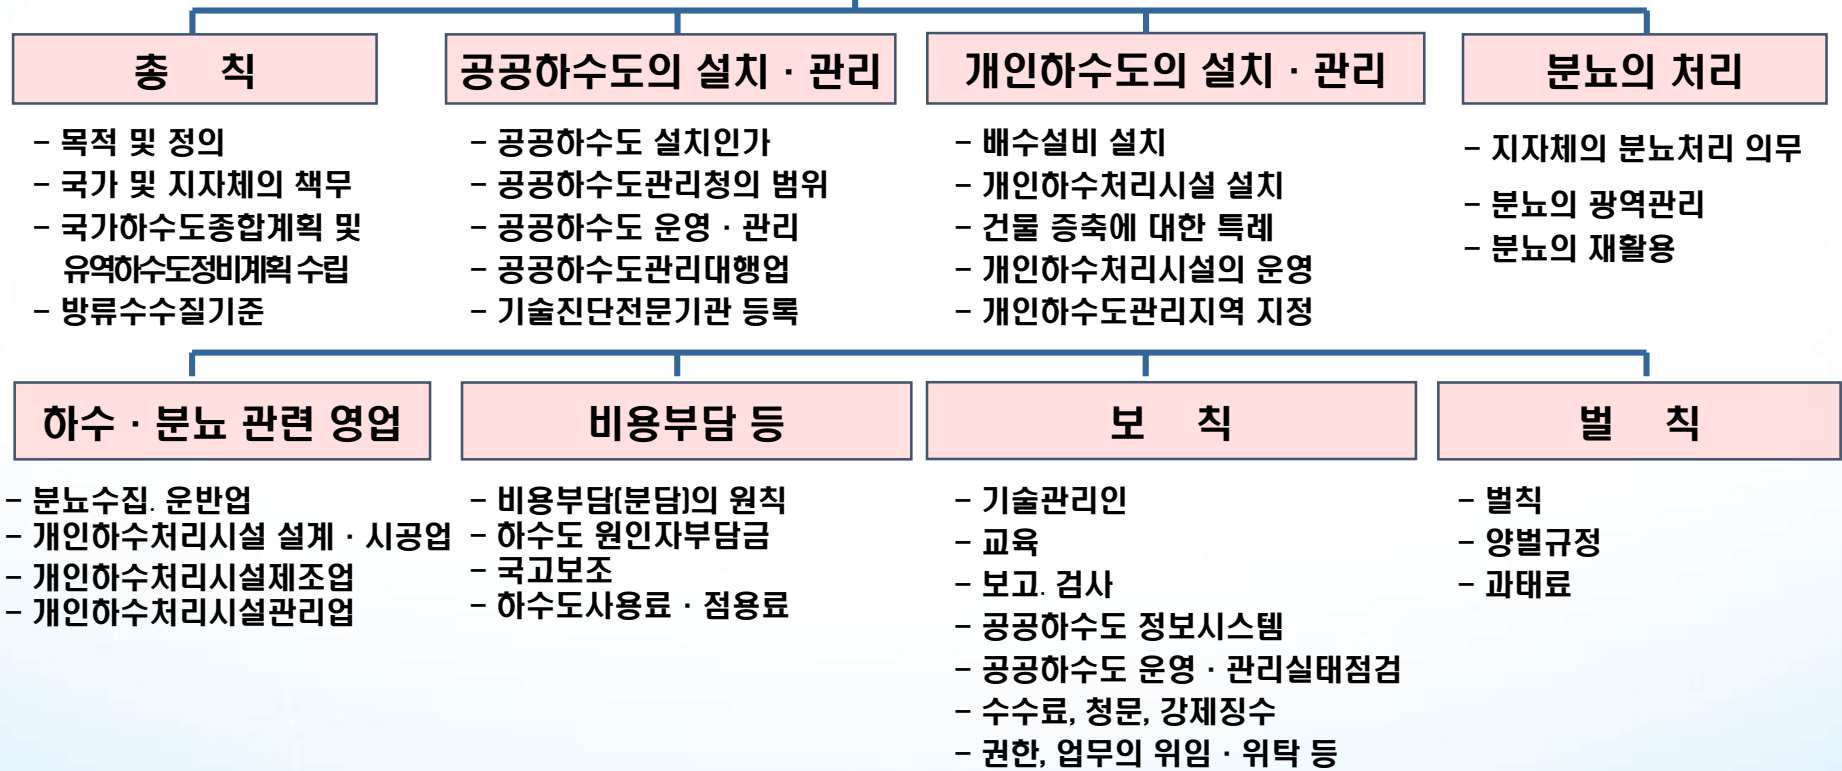 총 칙
- 목적 및 정의
- 국가 및 지자체의 책무
- 국가하수도종합계획 및
유역하수도정비계획 수립
- 방류수수질기준
공공하수도의 설치 · 관리
- 공공하수도 설치인가
- 공공하수도관리청의 범위
- 공공하수도 운영 · 관리
- 공공하수도관리대행업
- 기술진단전문기관 등록
개인하수도의 설치 · 관리
- 배수설비 설치
- 개인하수처리시설 설치
- 건물 증축에 대한 특례
- 개인하수처리시설의 운영
- 개인하수도관리지역 지정
분뇨의 처리
- 지자체의 분뇨처리 의무
- 분뇨의 광역관리
- 분뇨의 재활용
하수 · 분뇨 관련 영업
- 분뇨수집. 운반업
- 개인하수처리시설 설계 · 시공업
- 개인하수처리시설제조업
- 개인하수처리시설관리업
비용부담 등
- 비용부담(분담)의 원칙
- 하수도 원인자부담금
- 국고보조
- 하수도사용료 · 점용료
보 칙
- 기술관리인
- 교육
- 보고. 검사
- 공공하수도 정보시스템
- 공공하수도 운영 · 관리실태점검
- 수수료, 청문, 강제징수
- 권한, 업무의 위임 · 위탁 등
벌 칙
- 벌칙
- 양벌규정
- 과태료